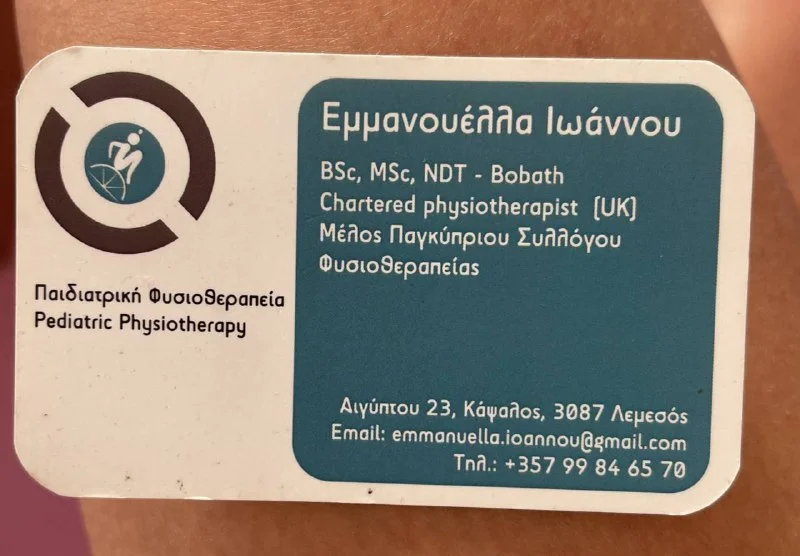 Παιδιατρική Φυσιοθεραπεία
Pediatric Physiotherapy
Εμμανουέλλα Ιωάννου
BSc, MSc, NDT - Bobath
Chartered physiotherapist (UK)
Μέλος Παγκύπριου Συλλόγου
Φυσιοθεραπείας
Αιγύπτου 23, Κάψαλος, 3087 Λεμεσός
Email: emmanuella.ioannou@gmail.com
Τηλ.: +357 99 84 65 70